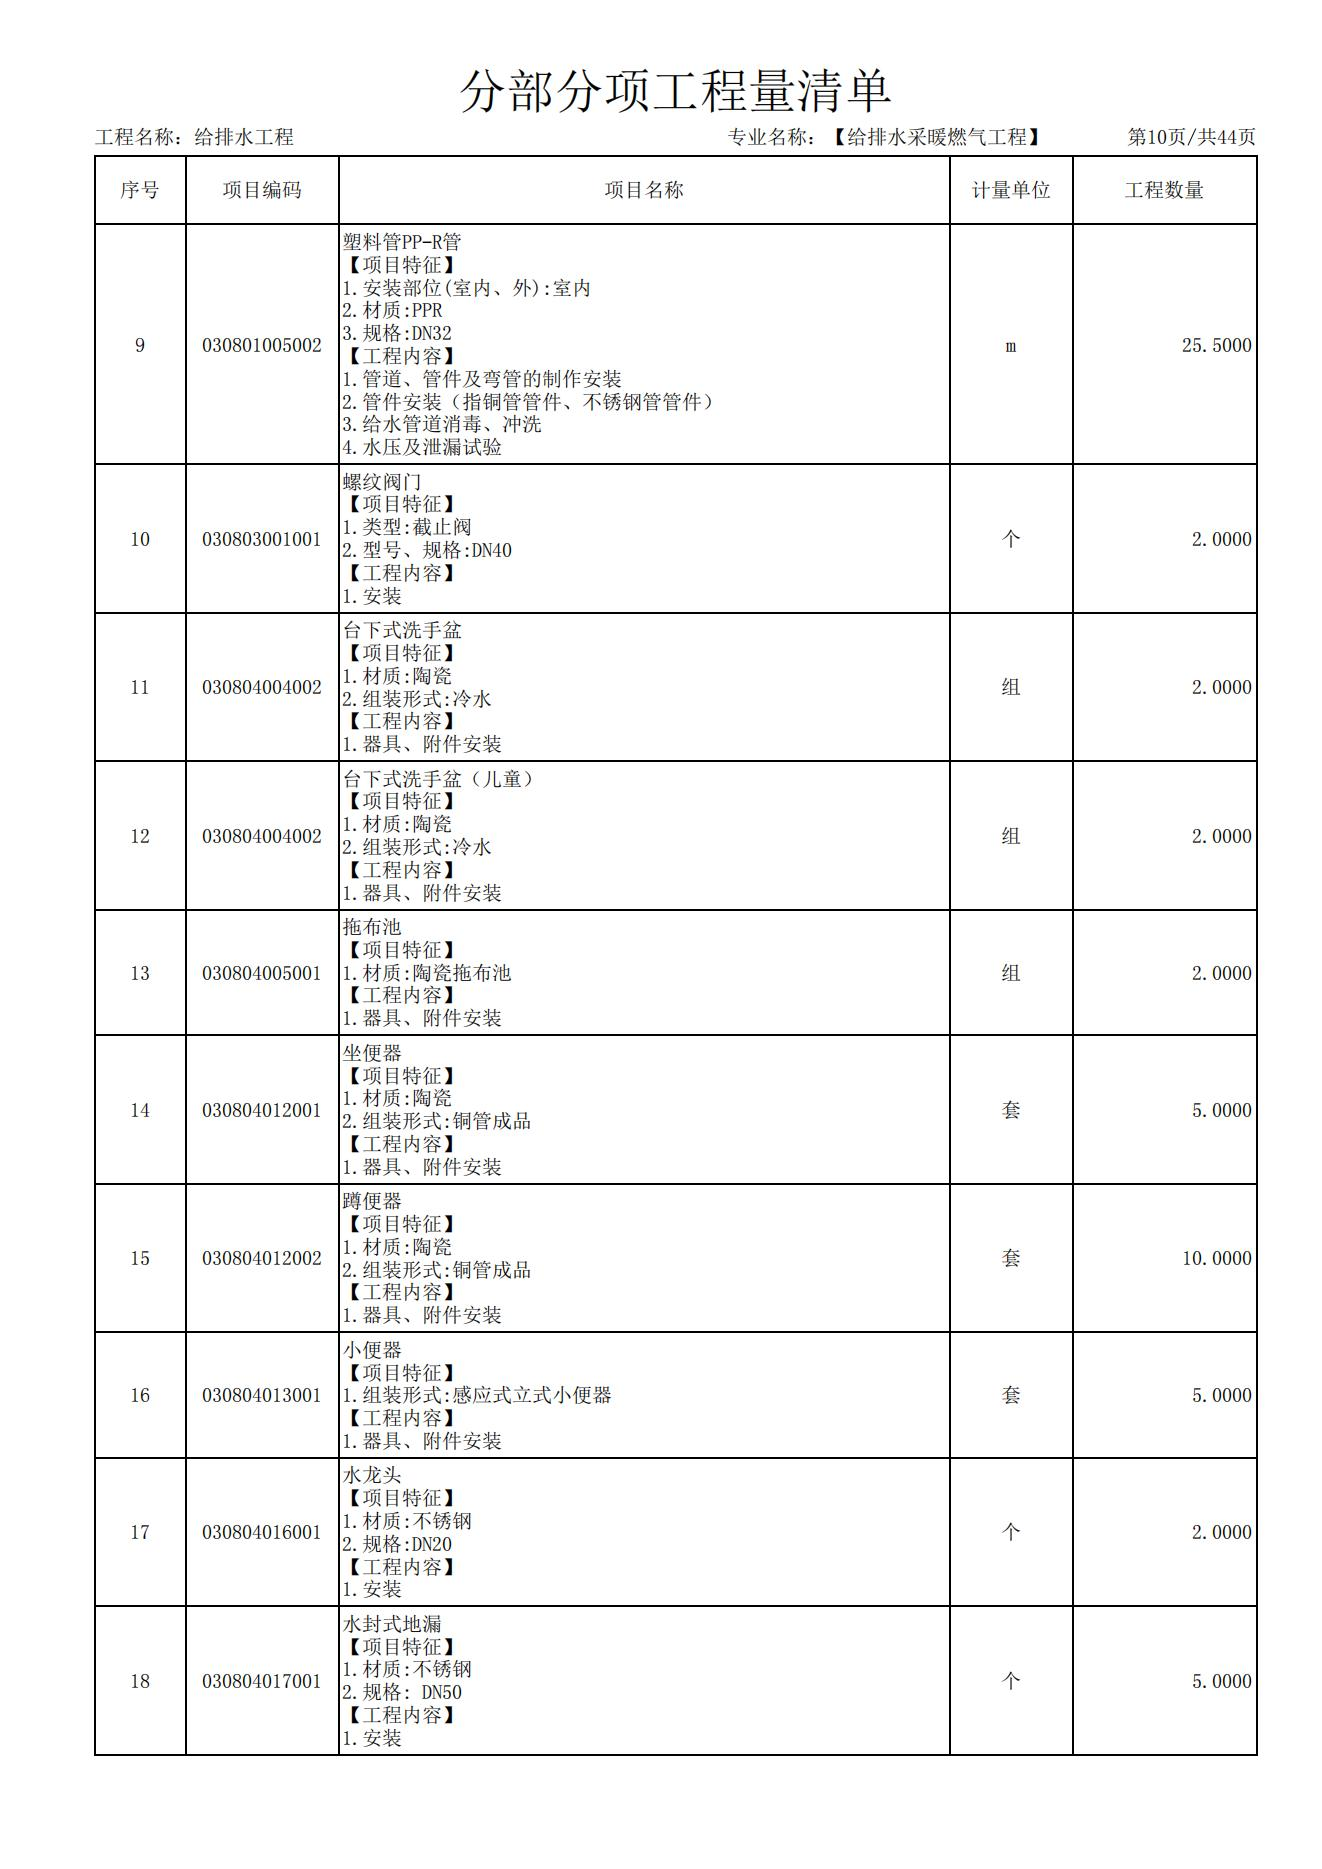 分部分项工程量清单
工程名称：给排水工程 专业名称：【给排水采暖燃气工程】 第10页/共44页
序号 项目编码 项目名称 计量单位 工程数量
塑料管PP-R管
【项目特征】
1.安装部位(室内、外):室内
2.材质:PPR
3.规格:DN32
9 030801005002 m 25.5000
【工程内容】
1.管道、管件及弯管的制作安装
2.管件安装（指铜管管件、不锈钢管管件）
3.给水管道消毒、冲洗
4.水压及泄漏试验
螺纹阀门
【项目特征】
1.类型:截止阀
10 030803001001 个 2.0000
2.型号、规格:DN40
【工程内容】
1.安装
台下式洗手盆
【项目特征】
1.材质:陶瓷
11 030804004002 组 2.0000
2.组装形式:冷水
【工程内容】
1.器具、附件安装
台下式洗手盆（儿童）
【项目特征】
1.材质:陶瓷
12 030804004002 组 2.0000
2.组装形式:冷水
【工程内容】
1.器具、附件安装
拖布池
【项目特征】
13 030804005001 1.材质:陶瓷拖布池 组 2.0000
【工程内容】
1.器具、附件安装
坐便器
【项目特征】
1.材质:陶瓷
14 030804012001 套 5.0000
2.组装形式:铜管成品
【工程内容】
1.器具、附件安装
蹲便器
【项目特征】
1.材质:陶瓷
15 030804012002 套 10.0000
2.组装形式:铜管成品
【工程内容】
1.器具、附件安装
小便器
【项目特征】
16 030804013001 1.组装形式:感应式立式小便器 套 5.0000
【工程内容】
1.器具、附件安装
水龙头
【项目特征】
1.材质:不锈钢
17 030804016001 个 2.0000
2.规格:DN20
【工程内容】
1.安装
水封式地漏
【项目特征】
1.材质:不锈钢
18 030804017001 个 5.0000
2.规格: DN50
【工程内容】
1.安装